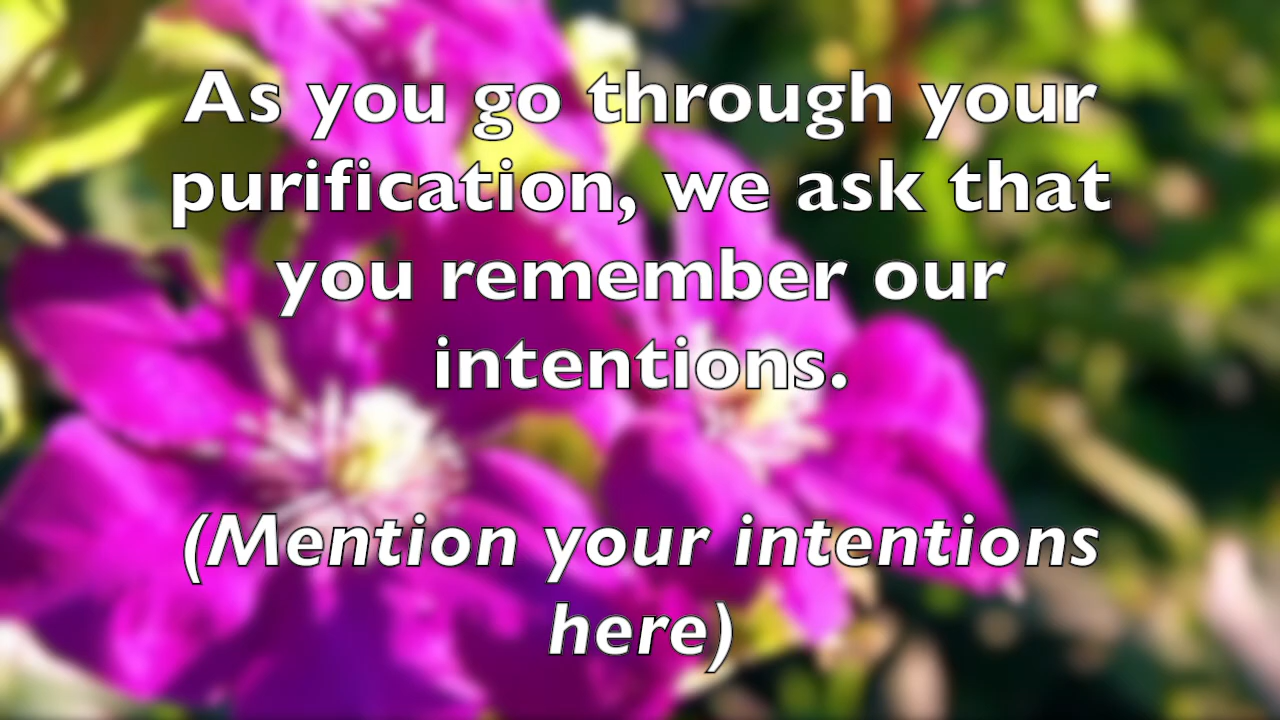 As you go through your
purification, we ask that
you remember our
intentions.
(Mention your intentions
here)